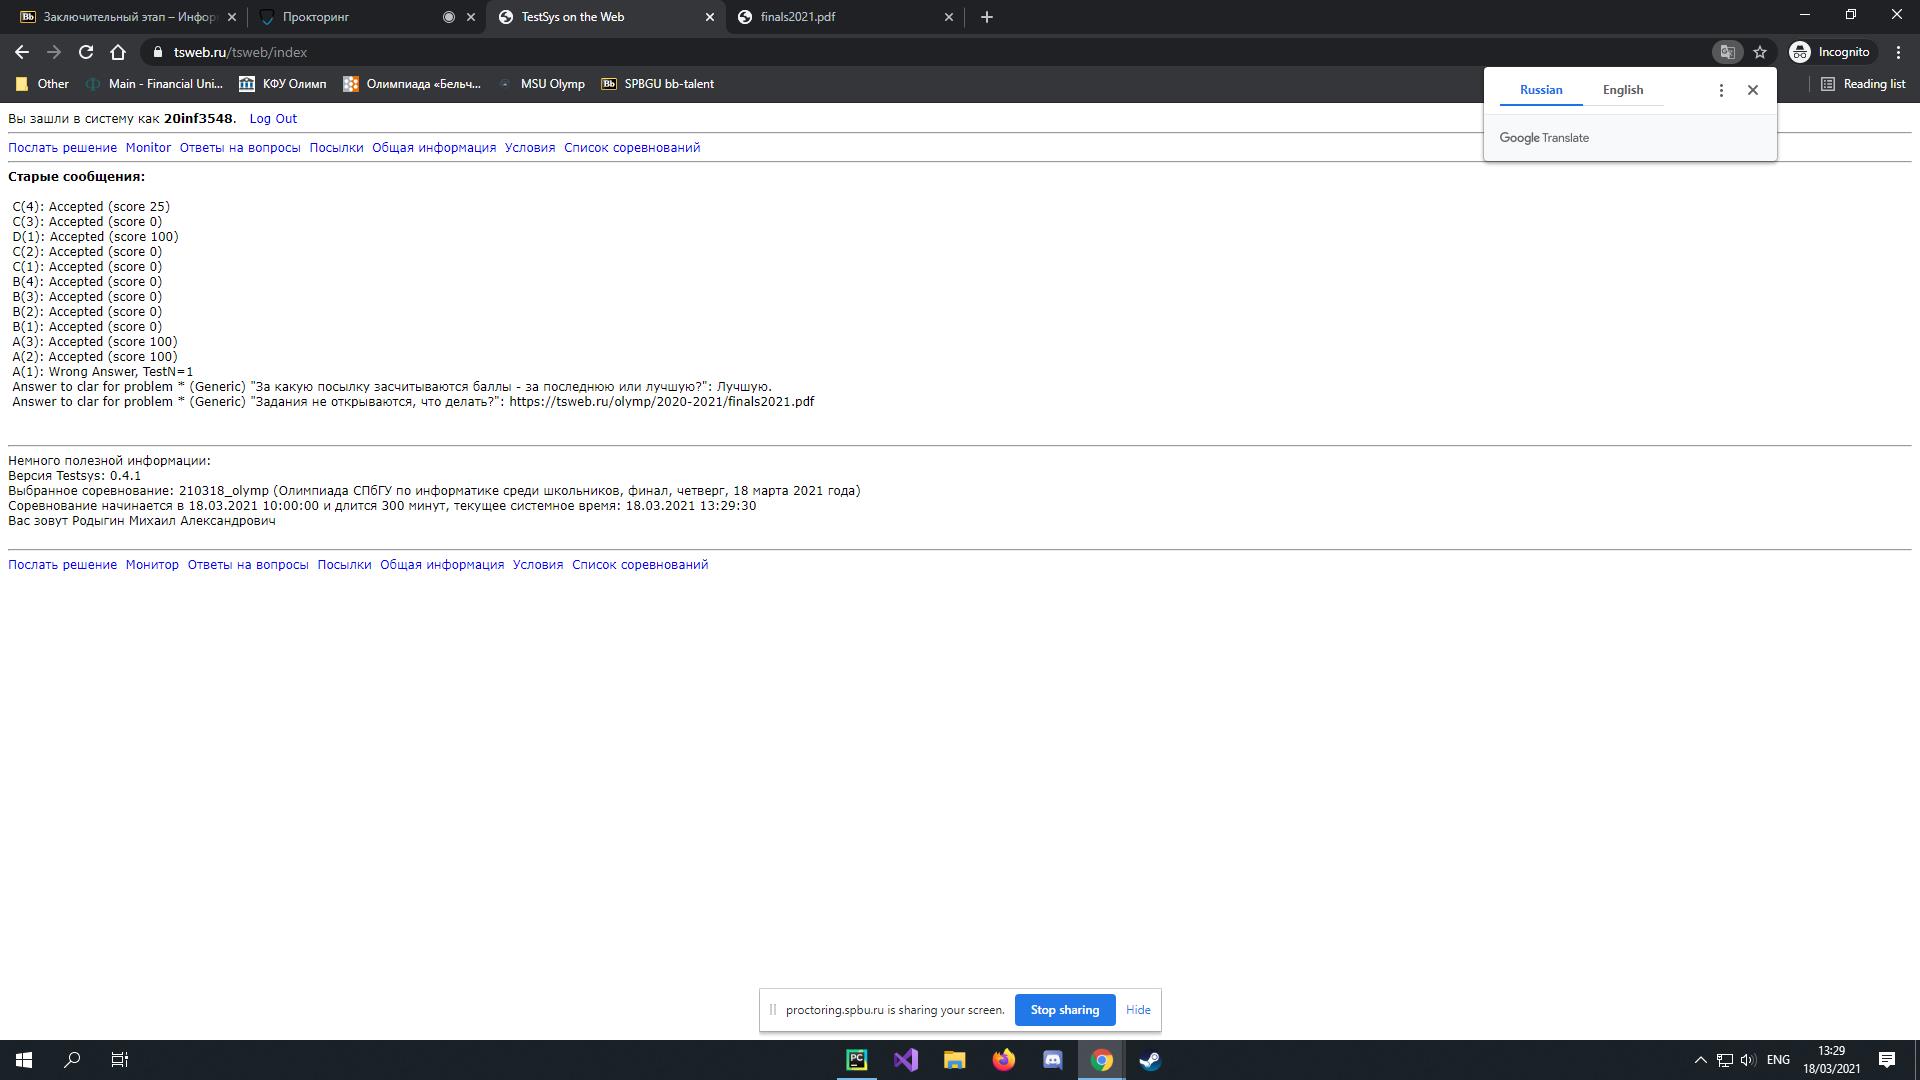 Заключительный этап – Инфор
Прокторинг
TestSys on the Web
finals2021.pdf
tsweb.ru/tsweb/index
Incognito
Other
Main - Financial Uni...
КФУ Олимп
Олимпиада «Бельч...
MSU Olymp
Bb
SPBGU bb-talent
Reading list
Russian
English
Google Translate
Вы зашли в систему как 20inf3548. Log Out
Послать решение Monitor Ответы на вопросы Посылки Общая информация Условия Список соревнований
Старые сообщения:
C(4): Accepted (score 25)
C(3): Accepted (score 0)
D(1): Accepted (score 100)
C(2): Accepted (score 0)
C(1): Accepted (score 0)
B(4): Accepted (score 0)
B(3): Accepted (score 0)
B(2): Accepted (score 0)
B(1): Accepted (score 0)
A(3): Accepted (score 100)
A(2): Accepted (score 100)
A(1): Wrong Answer, TestN=1
Answer to clar for problem * (Generic) "За какую посылку засчитываются баллы - за последнюю или лучшую?": Лучшую.
Answer to clar for problem * (Generic) "Задания не открываются, что делать?": https://tsweb.ru/olymp/2020-2021/finals2021.pdf
Немного полезной информации:
Версия Testsys: 0.4.1
Выбранное соревнование: 210318_olymp (Олимпиада СПбГУ по информатике среди школьников, финал, четверг, 18 марта 2021 года)
Соревнование начинается в 18.03.2021 10:00:00 и длится 300 минут, текущее системное время: 18.03.2021 13:29:30
Вас зовут Родыгин Михаил Александрович
Послать решение Монитор Ответы на вопросы Посылки Общая информация Условия Список соревнований
proctoring.spbu.ru is sharing your screen. Stop sharing Hide
PC
ENG
13:29
18/03/2021